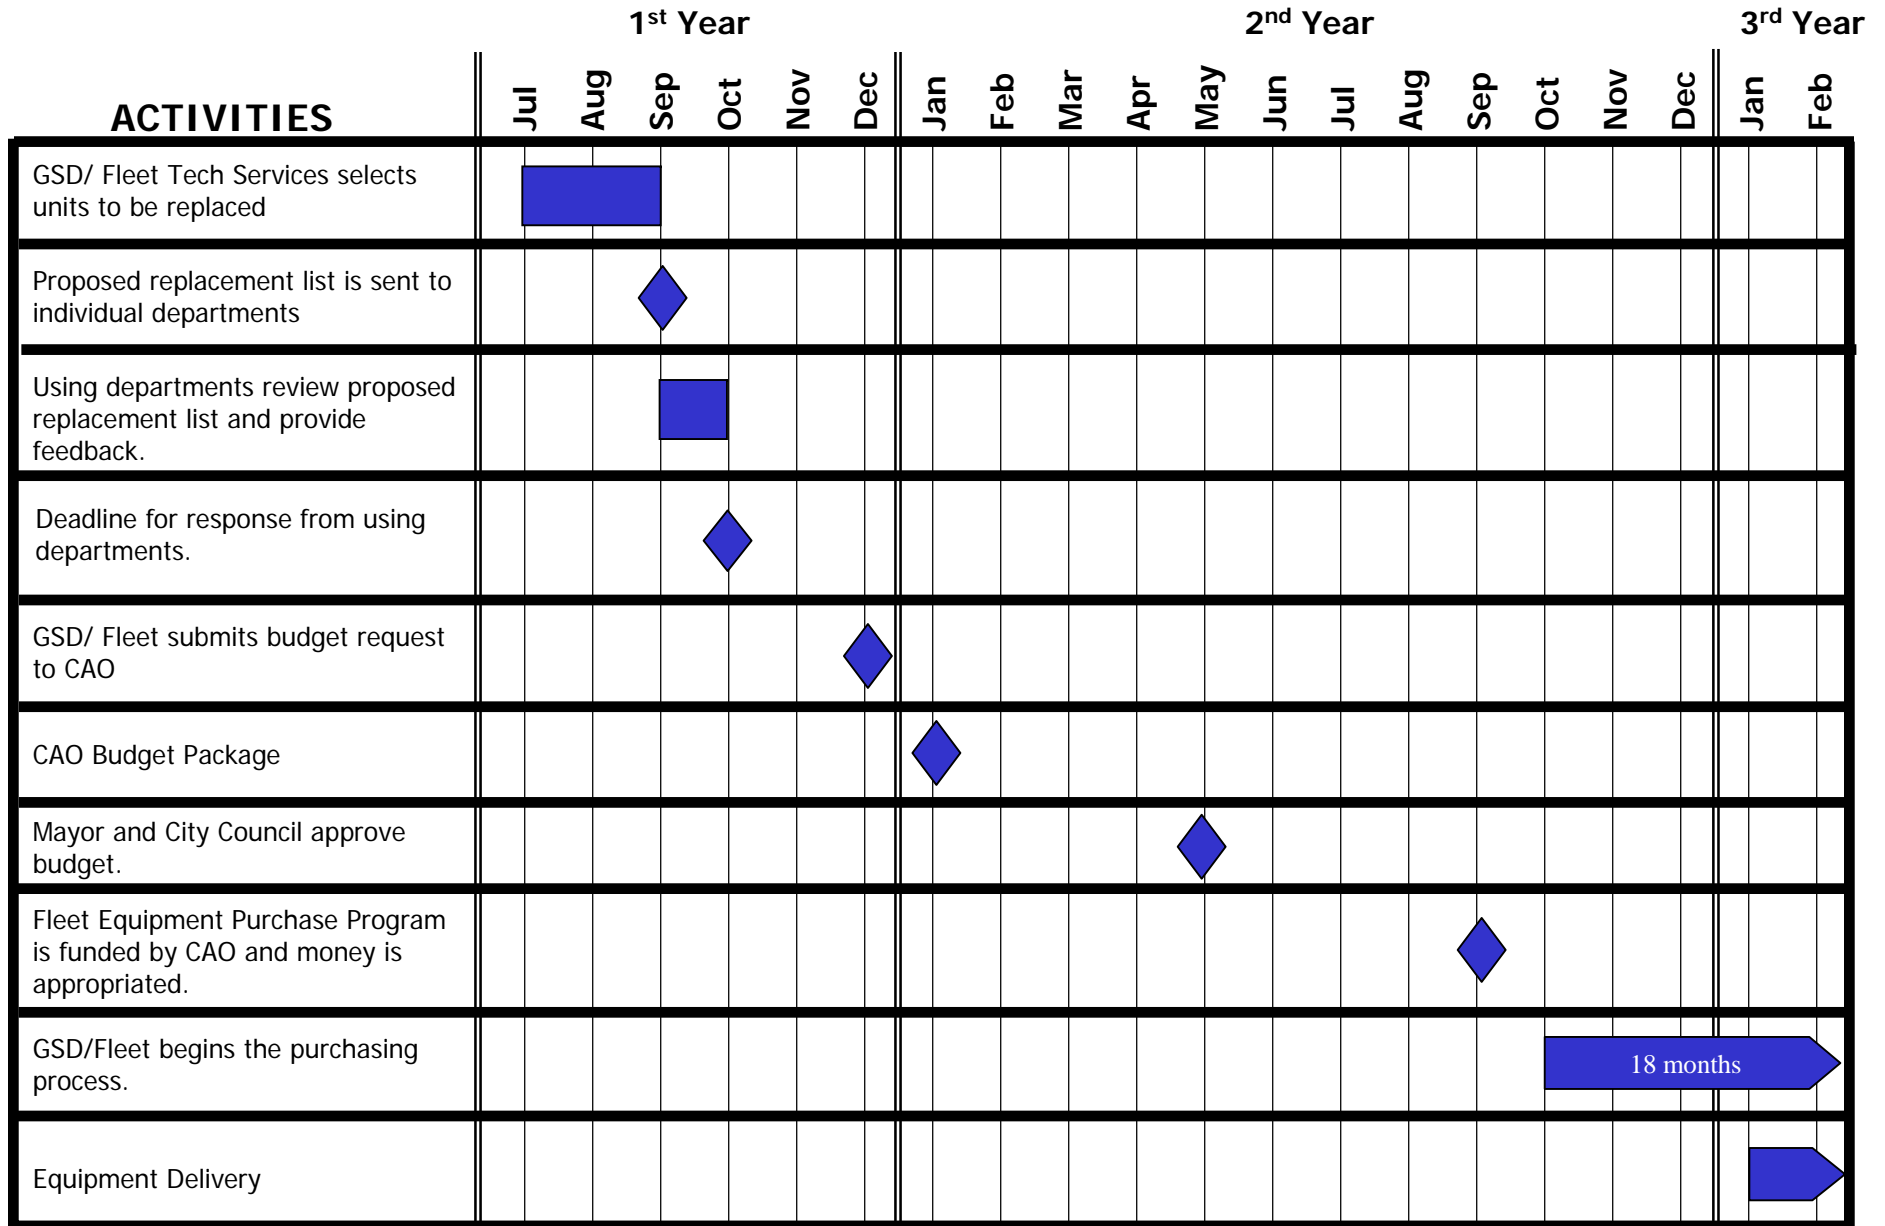 1st Year
2nd Year
3rd Year
ACTIVITIES
Jul
Aug
Sep
Oct
Nov
Dec
Jan
Feb
Mar
Apr
May
Jun
Jul
Aug
Sep
Oct
Nov
Dec
Jan
Feb
GSD/ Fleet Tech Services selects
units to be replaced
Proposed replacement list is sent to
individual departments
Using departments review proposed
replacement list and provide
feedback.
Deadline for response from using
departments.
GSD/ Fleet submits budget request
to CAO
CAO Budget Package
Mayor and City Council approve
budget.
Fleet Equipment Purchase Program
is funded by CAO and money is
appropriated.
GSD/Fleet begins the purchasing
process.
18 months
Equipment Delivery